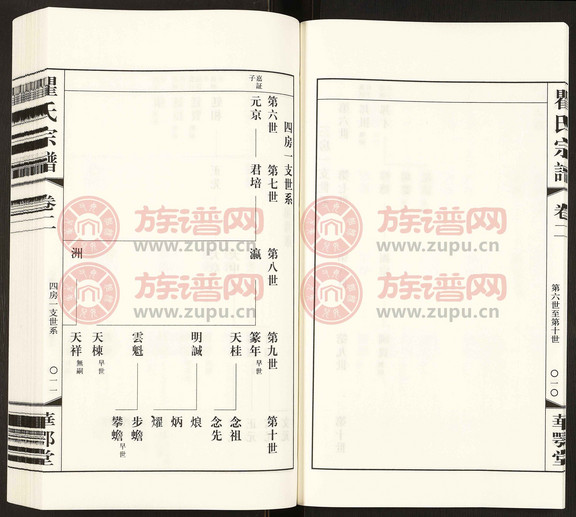 瞿氏宗譜 卷二
第六世至第十世
〇一〇
華鄂堂
四房一支世系
第六世 第七世 第八世 第九世 第十世
嘉証子
元京 君培 瀛 篆年 早世
天桂 念祖
念先
明誠 烺
炳
燿
雲魁 步蟾
攀蟾 早世
洲 天棟 早世
天祥 無嗣
瞿氏宗譜 卷二
四房一支世系
〇一一
華鄂堂
族谱网
www.zupu.cn
族谱网
www.zupu.cn
族谱网
www.zupu.cn
族谱网
www.zupu.cn